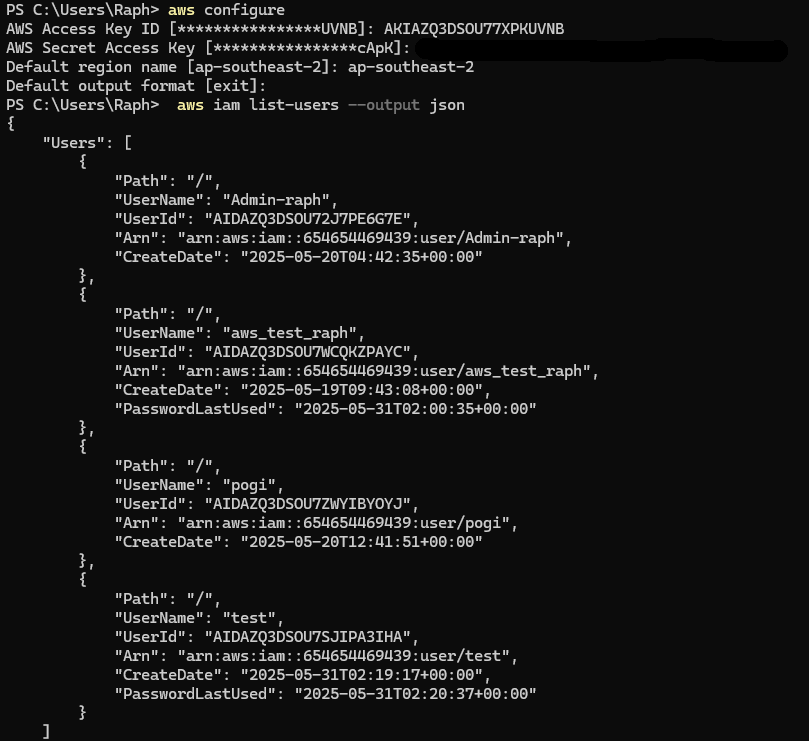 PS C:\Users\Raph> aws configure
AWS Access Key ID [****************UVNB]: AKIAZQ3DSOU77XPKUVNB
AWS Secret Access Key [****************cApK]:
Default region name [ap-southeast-2]: ap-southeast-2
Default output format [exit]:
PS C:\Users\Raph>  aws iam list-users --output json
{
    "Users": [
        {
            "Path": "/",
            "UserName": "Admin-raph",
            "UserId": "AIDAZQ3DSOU72J7PE6G7E",
            "Arn": "arn:aws:iam::654654469439:user/Admin-raph",
            "CreateDate": "2025-05-20T04:42:35+00:00"
        },
        {
            "Path": "/",
            "UserName": "aws_test_raph",
            "UserId": "AIDAZQ3DSOU7WCQKZPAYC",
            "Arn": "arn:aws:iam::654654469439:user/aws_test_raph",
            "CreateDate": "2025-05-19T09:43:08+00:00",
            "PasswordLastUsed": "2025-05-31T02:00:35+00:00"
        },
        {
            "Path": "/",
            "UserName": "pogi",
            "UserId": "AIDAZQ3DSOU7ZWYIBYOYJ",
            "Arn": "arn:aws:iam::654654469439:user/pogi",
            "CreateDate": "2025-05-20T12:41:51+00:00"
        },
        {
            "Path": "/",
            "UserName": "test",
            "UserId": "AIDAZQ3DSOU7SJIPA3IHA",
            "Arn": "arn:aws:iam::654654469439:user/test",
            "CreateDate": "2025-05-31T02:19:17+00:00",
            "PasswordLastUsed": "2025-05-31T02:20:37+00:00"
        }
    ]